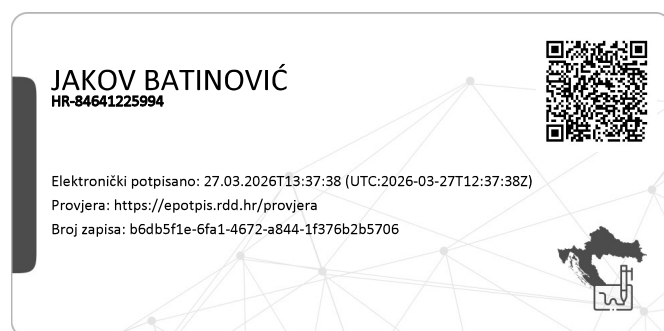 JAKOV BATINOVIĆ
HR-84641225994
Elektronički potpisano: 27.03.2026T13:37:38 (UTC:2026-03-27T12:37:38Z)
Provjera: https://epotpis.rdd.hr/provjera
Broj zapisa: b6db5f1e-6fa1-4672-a844-1f376b2b5706